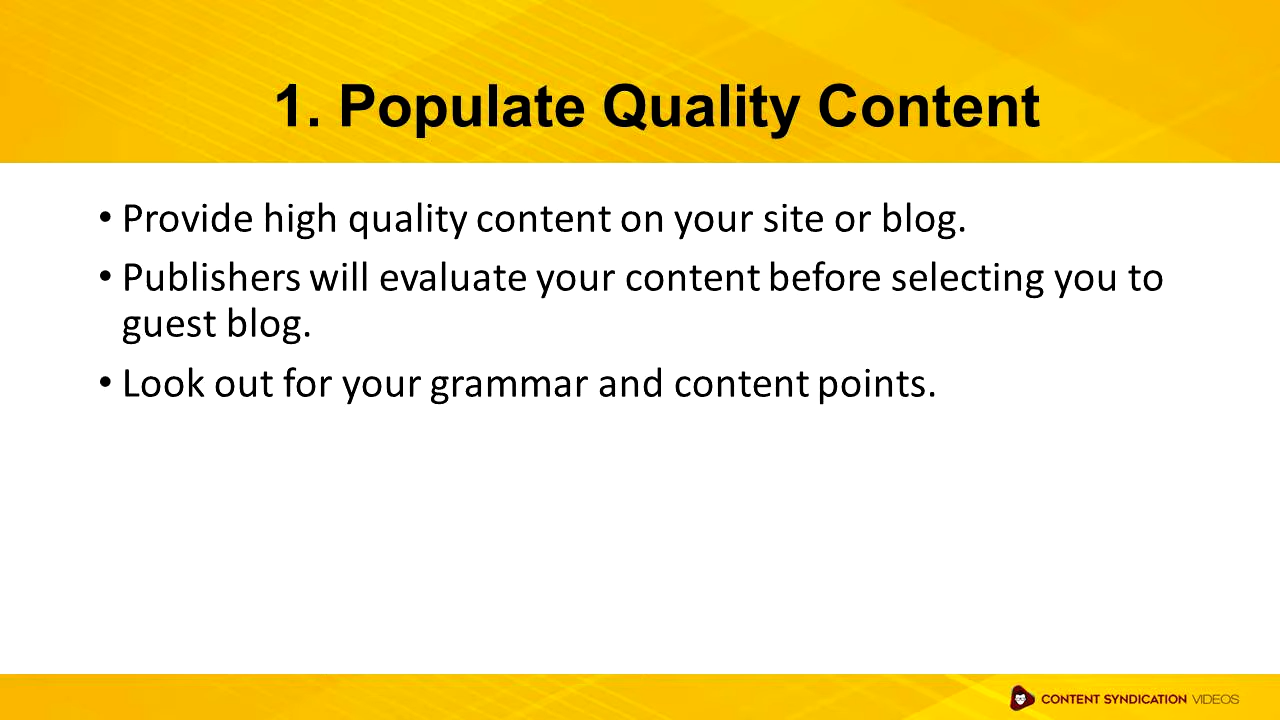 1. Populate Quality Content
• Provide high quality content on your site or blog.
• Publishers will evaluate your content before selecting you to
guest blog.
• Look out for your grammar and content points.
CONTENT SYNDICATION VIDEOS